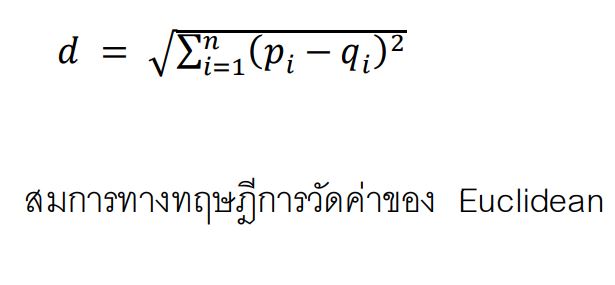 d = √∑ⁿᵢ₌₁(pᵢ − qᵢ)²
สมการทางทฤษฎีการวัดค่าของ Euclidean